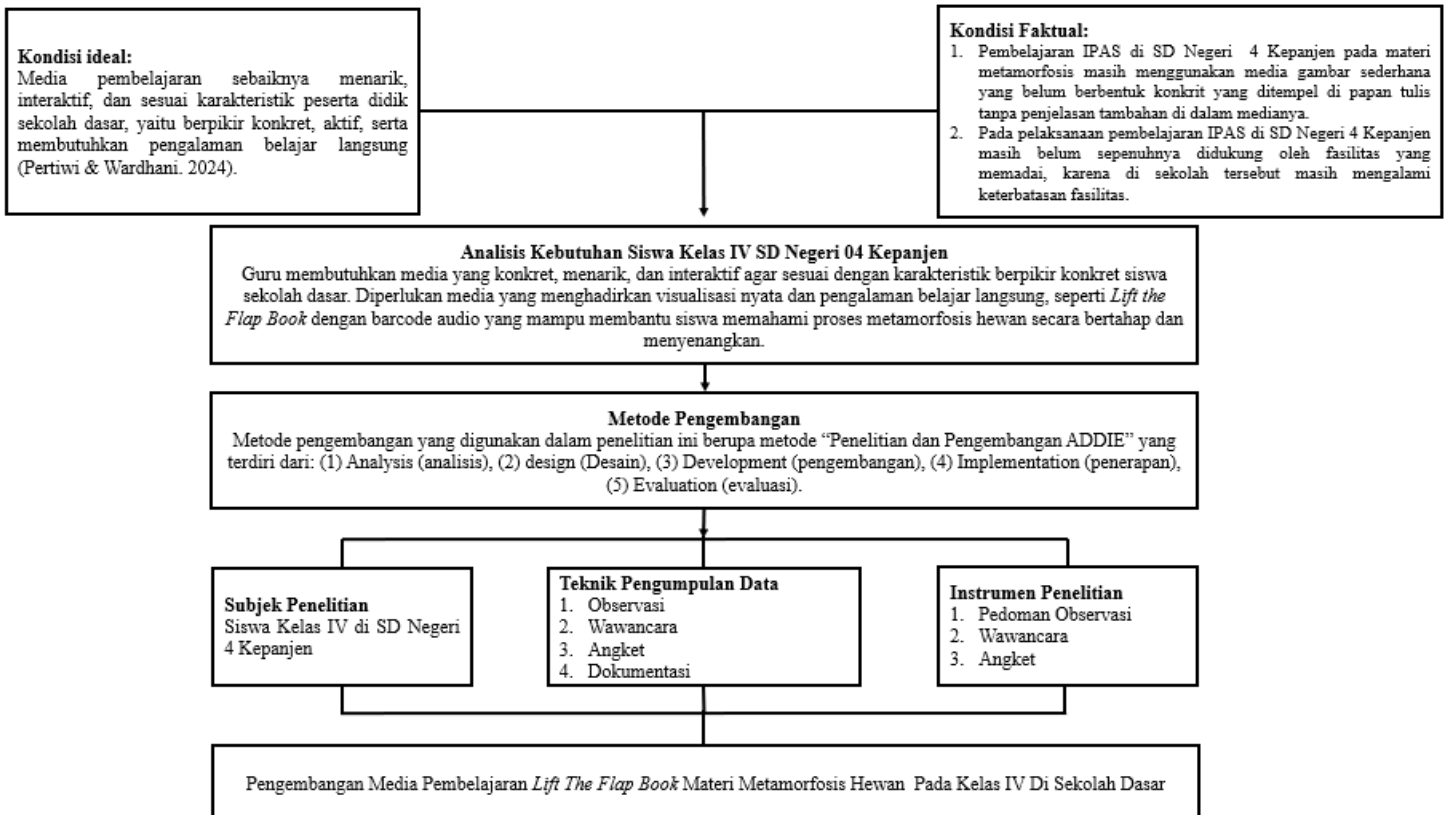 Kondisi ideal:
Media pembelajaran sebaiknya menarik,
interaktif, dan sesuai karakteristik peserta didik
sekolah dasar, yaitu berpikir konkret, aktif, serta
membutuhkan pengalaman belajar langsung
(Pertiwi & Wardhani. 2024).
Kondisi Faktual:
1. Pembelajaran IPAS di SD Negeri 4 Kepanjen pada materi
metamorfosis masih menggunakan media gambar sederhana
yang belum berbentuk konkrit yang ditempel di papan tulis
tanpa penjelasan tambahan di dalam medianya.
2. Pada pelaksanaan pembelajaran IPAS di SD Negeri 4 Kepanjen
masih belum sepenuhnya didukung oleh fasilitas yang
memadai, karena di sekolah tersebut masih mengalami
keterbatasan fasilitas.
Analisis Kebutuhan Siswa Kelas IV SD Negeri 04 Kepanjen
Guru membutuhkan media yang konkret, menarik, dan interaktif agar sesuai dengan karakteristik berpikir konkret siswa
sekolah dasar. Diperlukan media yang menghadirkan visualisasi nyata dan pengalaman belajar langsung, seperti Lift the
Flap Book dengan barcode audio yang mampu membantu siswa memahami proses metamorfosis hewan secara bertahap dan
menyenangkan.
Metode Pengembangan
Metode pengembangan yang digunakan dalam penelitian ini berupa metode “Penelitian dan Pengembangan ADDIE” yang
terdiri dari: (1) Analysis (analisis), (2) design (Desain), (3) Development (pengembangan), (4) Implementation (penerapan),
(5) Evaluation (evaluasi).
Subjek Penelitian
Siswa Kelas IV di SD Negeri
4 Kepanjen
Teknik Pengumpulan Data
1. Observasi
2. Wawancara
3. Angket
4. Dokumentasi
Instrumen Penelitian
1. Pedoman Observasi
2. Wawancara
3. Angket
Pengembangan Media Pembelajaran Lift The Flap Book Materi Metamorfosis Hewan Pada Kelas IV Di Sekolah Dasar